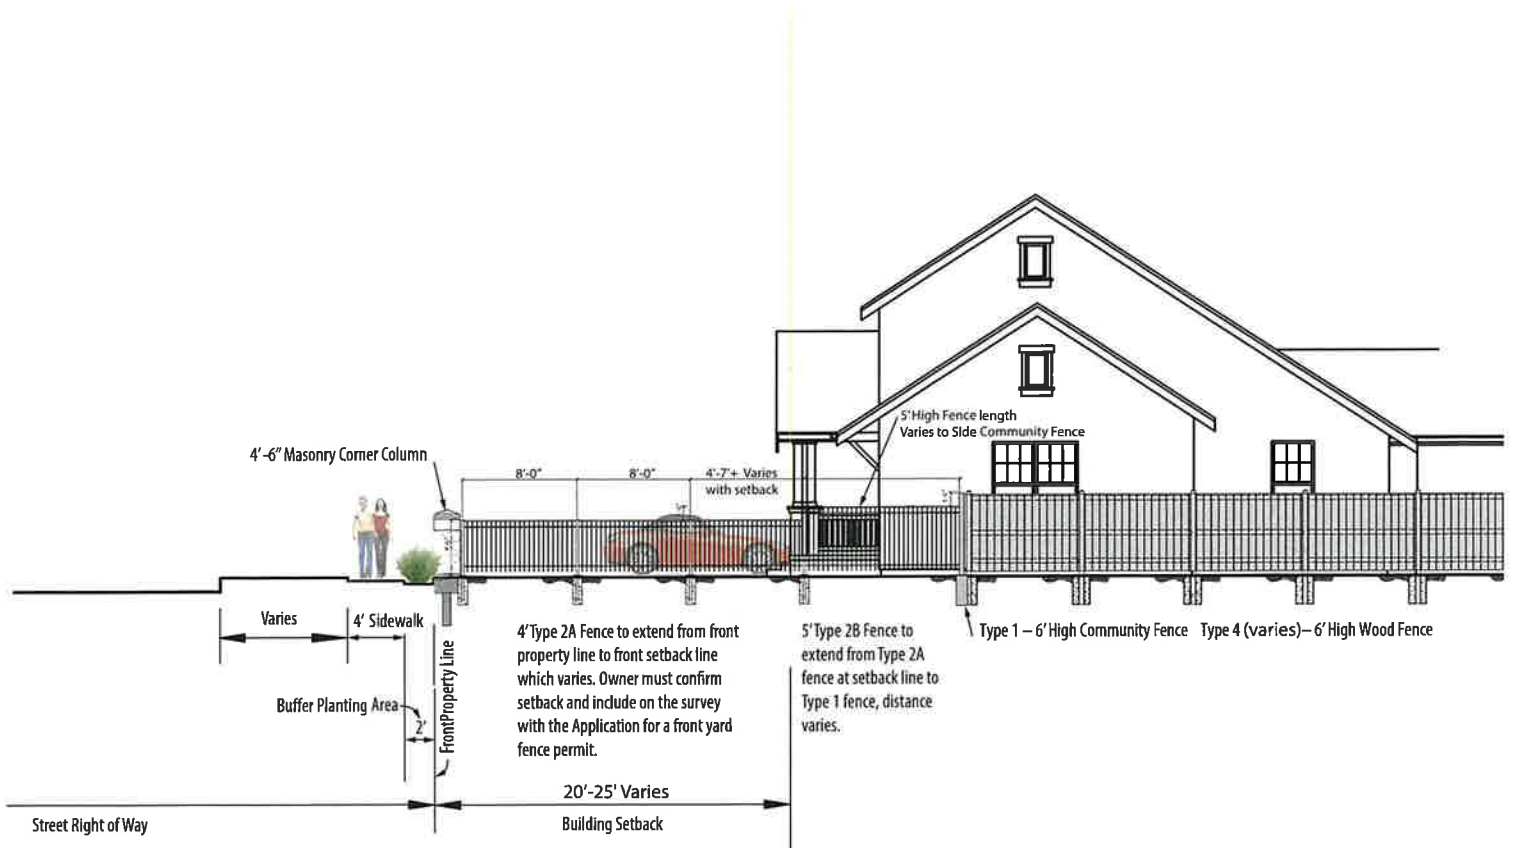 5' High Fence length
Varies to Side Community Fence
4'-6" Masonry Corner Column
8'-0"
8'-0"
4'-7'+ Varies
with setback
Varies
4' Sidewalk
Buffer Planting Area
2'
FrontProperty Line
4' Type 2A Fence to extend from front
property line to front setback line
which varies. Owner must confirm
setback and include on the survey
with the Application for a front yard
fence permit.
5' Type 2B Fence to
extend from Type 2A
fence at setback line to
Type 1 fence, distance
varies.
Type 1 – 6' High Community Fence
Type 4 (varies)– 6' High Wood Fence
20'-25' Varies
Building Setback
Street Right of Way